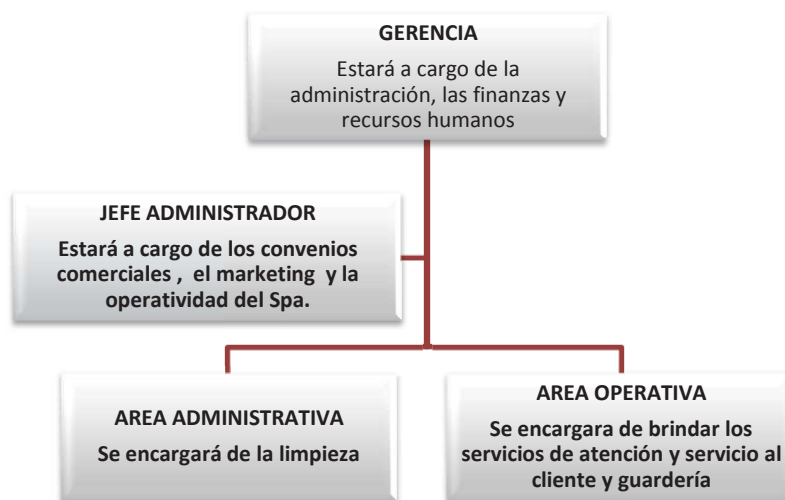 GERENCIA
Estará a cargo de la
administración, las finanzas y
recursos humanos
JEFE ADMINISTRADOR
Estará a cargo de los convenios
comerciales , el marketing y la
operatividad del Spa.
AREA ADMINISTRATIVA
Se encargará de la limpieza
AREA OPERATIVA
Se encargara de brindar los
servicios de atención y servicio al
cliente y guardería